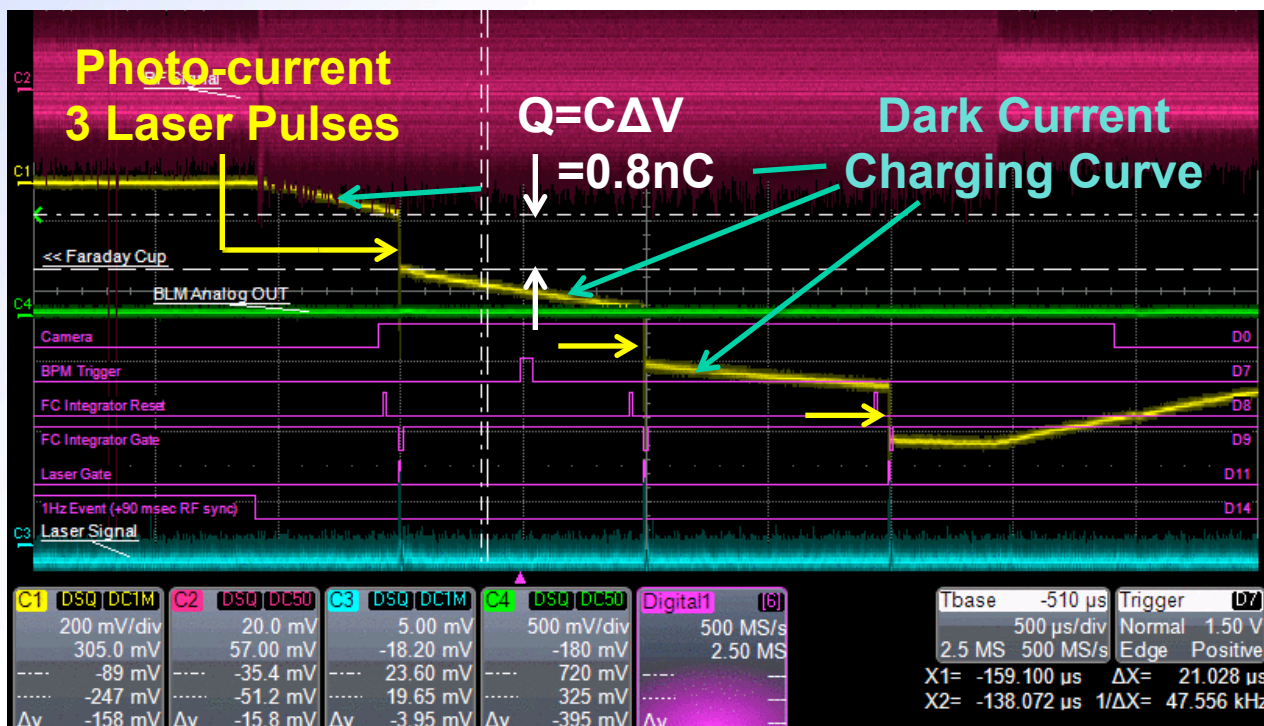 Photo-current
3 Laser Pulses
RF Signal
Q=CΔV
=0.8nC
Dark Current
Charging Curve
C2
C1
<< Faraday Cup
BLM Analog OUT
C4
Camera
D0
BPM Trigger
D7
FC Integrator Reset
D8
FC Integrator Gate
D9
Laser Gate
D11
1Hz Event (+90 msec RF sync)
D14
C3
Laser Signal
C1 DSQ DC1M
200 mV/div
305.0 mV
-89 mV
-247 mV
Δy -158 mV
C2 DSQ DC50
20.0 mV
57.00 mV
-35.4 mV
-51.2 mV
Δy -15.8 mV
C3 DSQ DC1M
5.00 mV
-18.20 mV
23.60 mV
19.65 mV
Δy -3.95 mV
C4 DSQ DC50
500 mV/div
-180 mV
720 mV
325 mV
Δy -395 mV
Digital1 [6]
500 MS/s
2.50 MS
Δy
Tbase -510 µs
500 µs/div
2.5 MS 500 MS/s
Trigger D7
Normal 1.50 V
Edge Positive
X1= -159.100 µs ΔX= 21.028 µs
X2= -138.072 µs 1/ΔX= 47.556 kHz